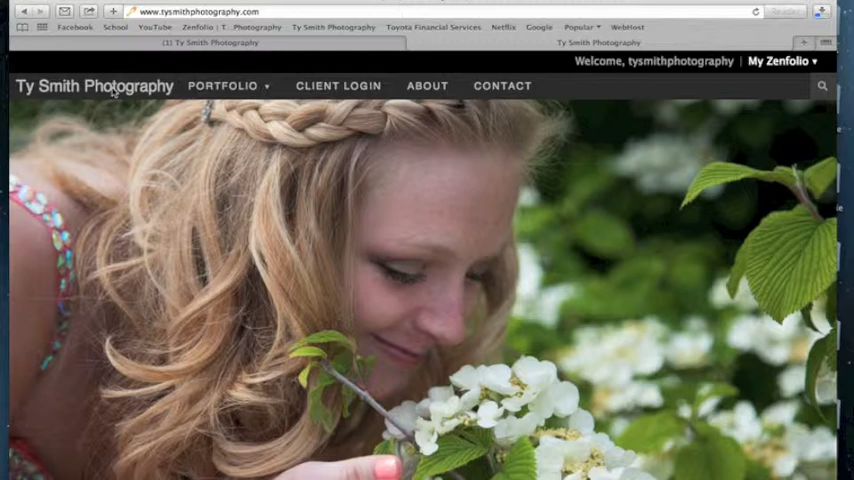 www.tysmithphotography.com
Reader
Facebook School YouTube Zenfolio | T...Photography Ty Smith Photography Toyota Financial Services Netflix Google Popular ▾ WebHost
(1) Ty Smith Photography Ty Smith Photography
Welcome, tysmithphotography | My Zenfolio ▾
Ty Smith Photography PORTFOLIO ▾ CLIENT LOGIN ABOUT CONTACT